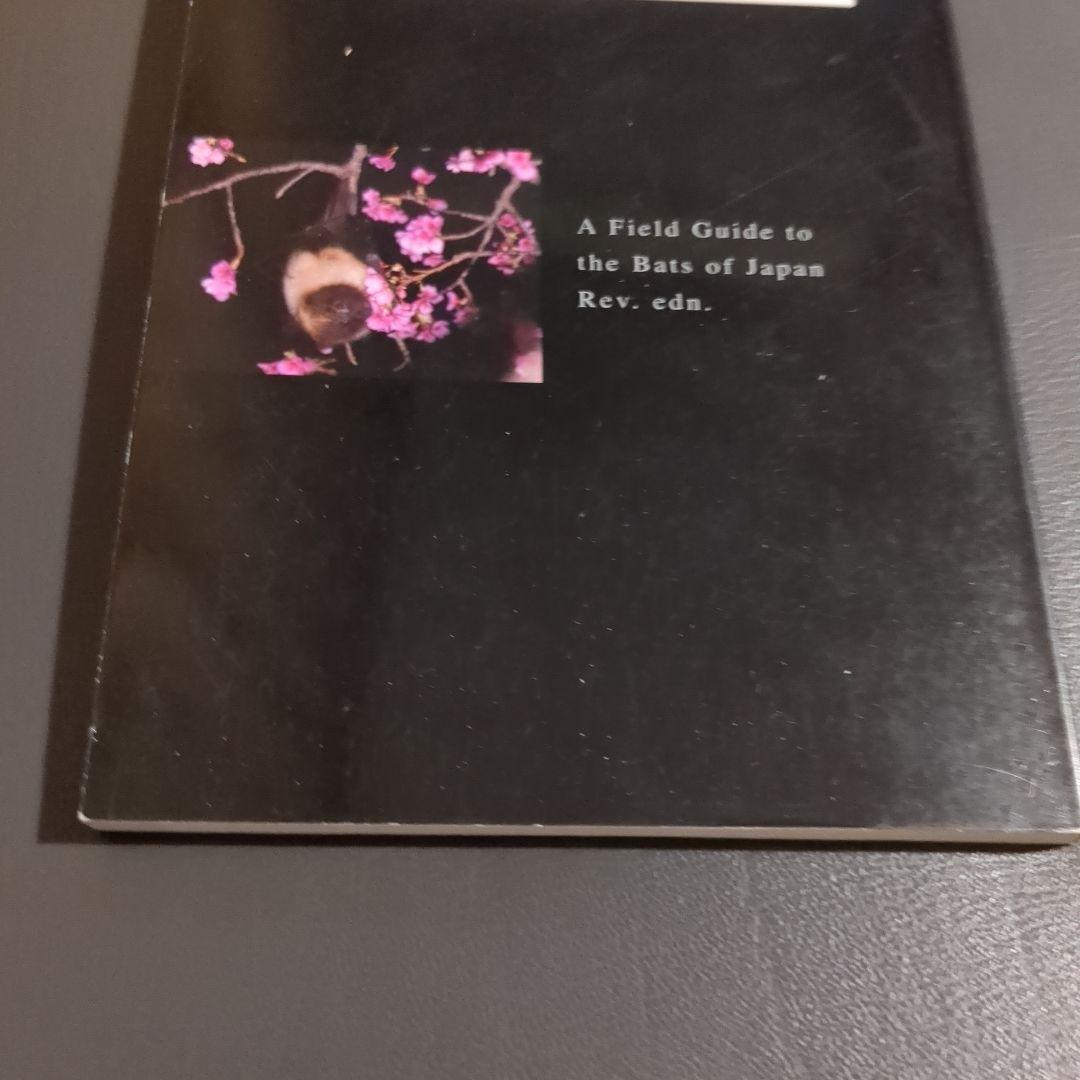 A Field Guide to
the Bats of Japan
Rev. edn.